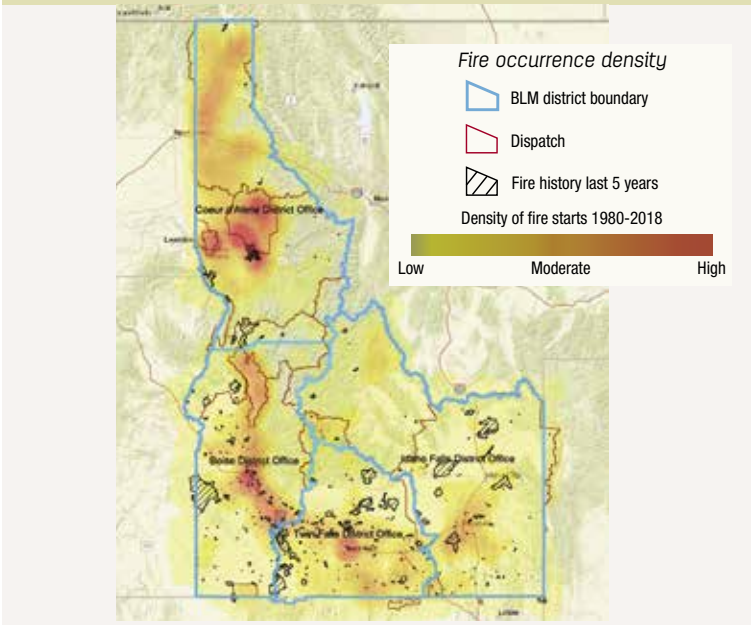 Fire occurrence density
BLM district boundary
Dispatch
Fire history last 5 years
Density of fire starts 1980-2018
Low Moderate High
Coeur d'Alene District Office
Boise District Office
Idaho Falls District Office
Twin Falls District Office